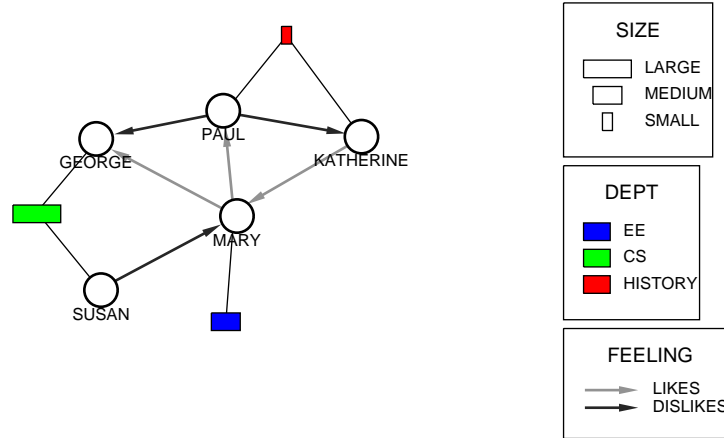 PAUL
GEORGE
KATHERINE
MARY
SUSAN
SIZE
LARGE
MEDIUM
SMALL
DEPT
EE
CS
HISTORY
FEELING
LIKES
DISLIKES